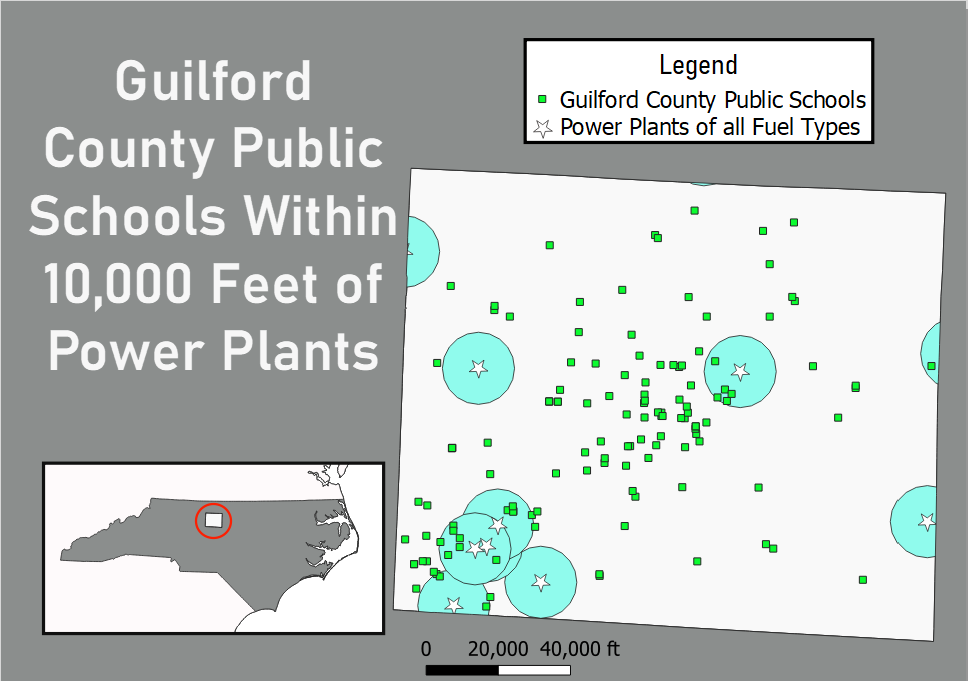 Guilford
County Public
Schools Within
10,000 Feet of
Power Plants
Legend
Guilford County Public Schools
Power Plants of all Fuel Types
0 20,000 40,000 ft